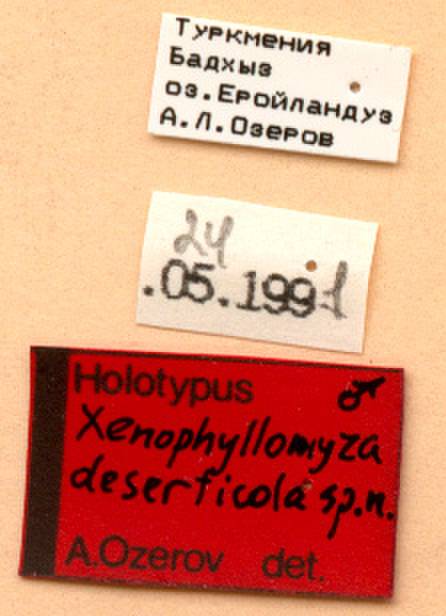 Туркмения
Бадхыз
оз.Еройландуз
А.Л.Озеров
24
.05.1991
Holotypus ♂
Xenophyllomyza
deserticola sp.n.
A.Ozerov det.